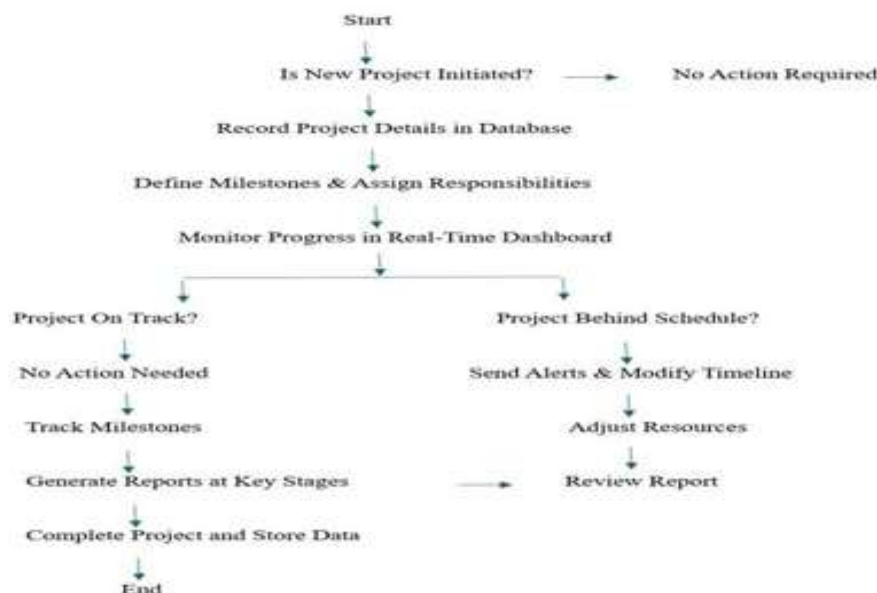 Start
Is New Project Initiated? No Action Required
Record Project Details in Database
Define Milestones & Assign Responsibilities
Monitor Progress in Real-Time Dashboard
Project On Track? Project Behind Schedule?
No Action Needed Send Alerts & Modify Timeline
Track Milestones Adjust Resources
Generate Reports at Key Stages Review Report
Complete Project and Store Data
End